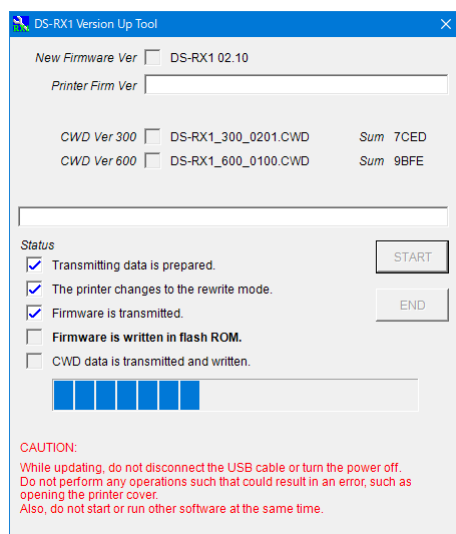 DS-RX1 Version Up Tool
New Firmware Ver DS-RX1 02.10
Printer Firm Ver
CWD Ver 300 DS-RX1_300_0201.CWD Sum 7CED
CWD Ver 600 DS-RX1_600_0100.CWD Sum 9BFE
Status
Transmitting data is prepared.
START
The printer changes to the rewrite mode.
END
Firmware is transmitted.
Firmware is written in flash ROM.
CWD data is transmitted and written.
CAUTION:
While updating, do not disconnect the USB cable or turn the power off.
Do not perform any operations such that could result in an error, such as
opening the printer cover.
Also, do not start or run other software at the same time.